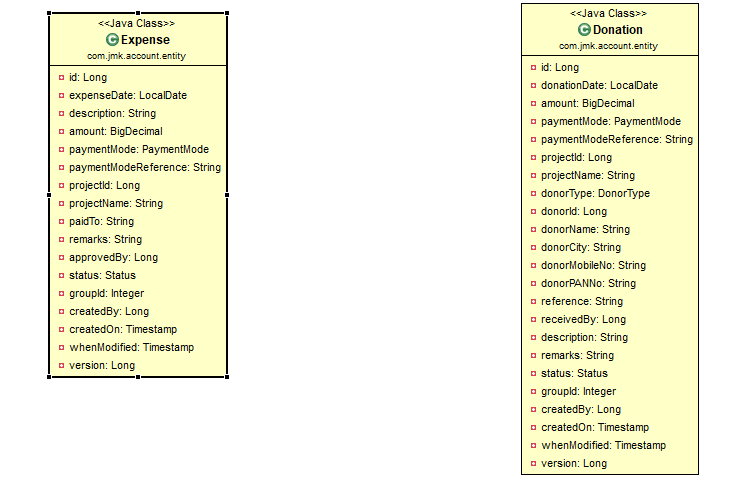 <<Java Class>>
C Expense
com.jmk.account.entity
id: Long
expenseDate: LocalDate
description: String
amount: BigDecimal
paymentMode: PaymentMode
paymentModeReference: String
projectId: Long
projectName: String
paidTo: String
remarks: String
approvedBy: Long
status: Status
groupId: Integer
createdBy: Long
createdOn: Timestamp
whenModified: Timestamp
version: Long
<<Java Class>>
C Donation
com.jmk.account.entity
id: Long
donationDate: LocalDate
amount: BigDecimal
paymentMode: PaymentMode
paymentModeReference: String
projectId: Long
projectName: String
donorType: DonorType
donorId: Long
donorName: String
donorCity: String
donorMobileNo: String
donorPANNo: String
reference: String
receivedBy: Long
description: String
remarks: String
status: Status
groupId: Integer
createdBy: Long
createdOn: Timestamp
whenModified: Timestamp
version: Long